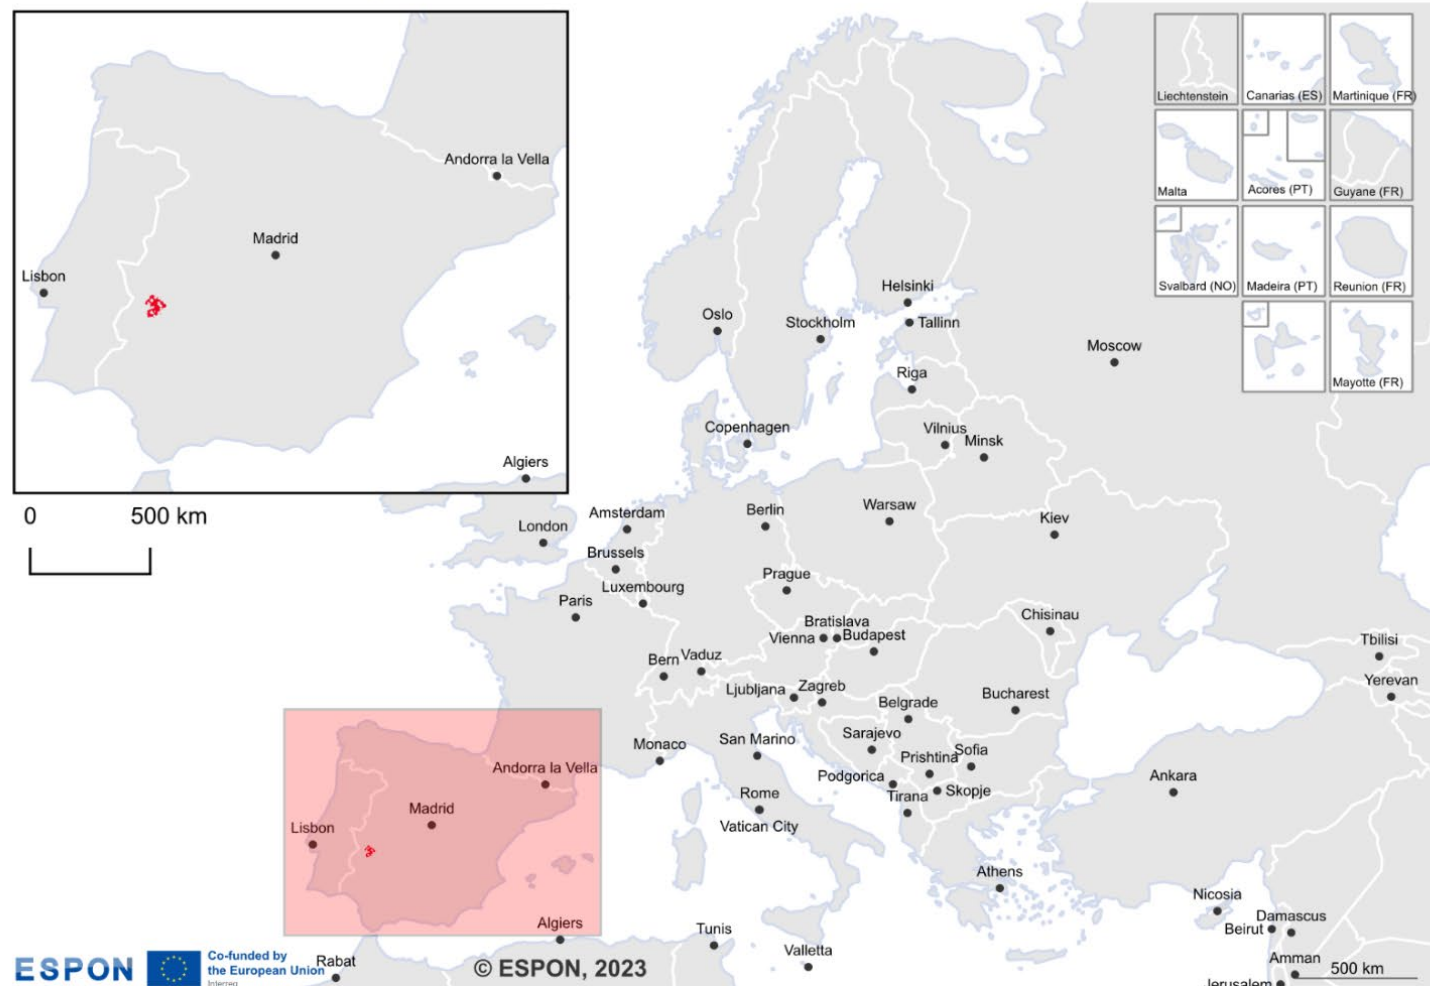 Andorra la Vella
Madrid
Lisbon
Algiers
0 500 km
Liechtenstein
Canarias (ES)
Martinique (FR)
Malta
Acores (PT)
Guyane (FR)
Svalbard (NO)
Madeira (PT)
Reunion (FR)
Mayotte (FR)
Helsinki
Oslo
Stockholm
Tallinn
Moscow
Riga
Copenhagen
Vilnius
Minsk
Amsterdam
Berlin
Warsaw
London
Kiev
Brussels
Prague
Luxembourg
Paris
Chisinau
Bratislava
Vienna
Budapest
Tbilisi
Bern
Vaduz
Yerevan
Ljubljana
Zagreb
Bucharest
Belgrade
Sarajevo
San Marino
Monaco
Prishtina
Sofia
Andorra la Vella
Podgorica
Ankara
Skopje
Rome
Tirana
Madrid
Vatican City
Lisbon
Athens
Nicosia
Damascus
Algiers
Tunis
Beirut
Valletta
Amman
Rabat
Jerusalem
ESPON
Co-funded by
the European Union
Interreg
© ESPON, 2023
500 km